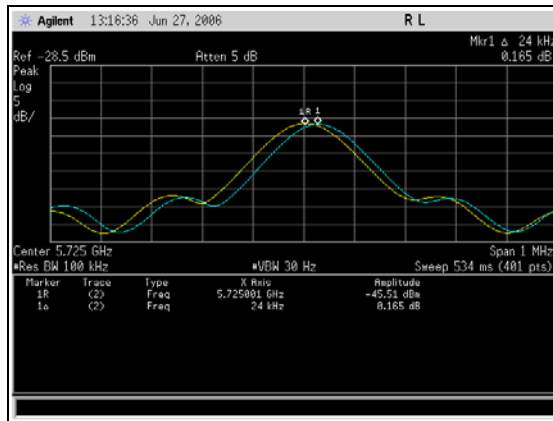 Agilent 13:16:36 Jun 27, 2006 R L
Mkr1 Δ 24 kHz
Ref -28.5 dBm Atten 5 dB 0.165 dB
Peak
Log
5
dB/
1R 1
Center 5.725 GHz Span 1 MHz
#Res BW 100 kHz #VBW 30 Hz Sweep 534 ms (401 pts)
Marker Trace Type X Axis Amplitude
1R (2) Freq 5.725001 GHz -45.51 dBm
1Δ (2) Freq 24 kHz 0.165 dB